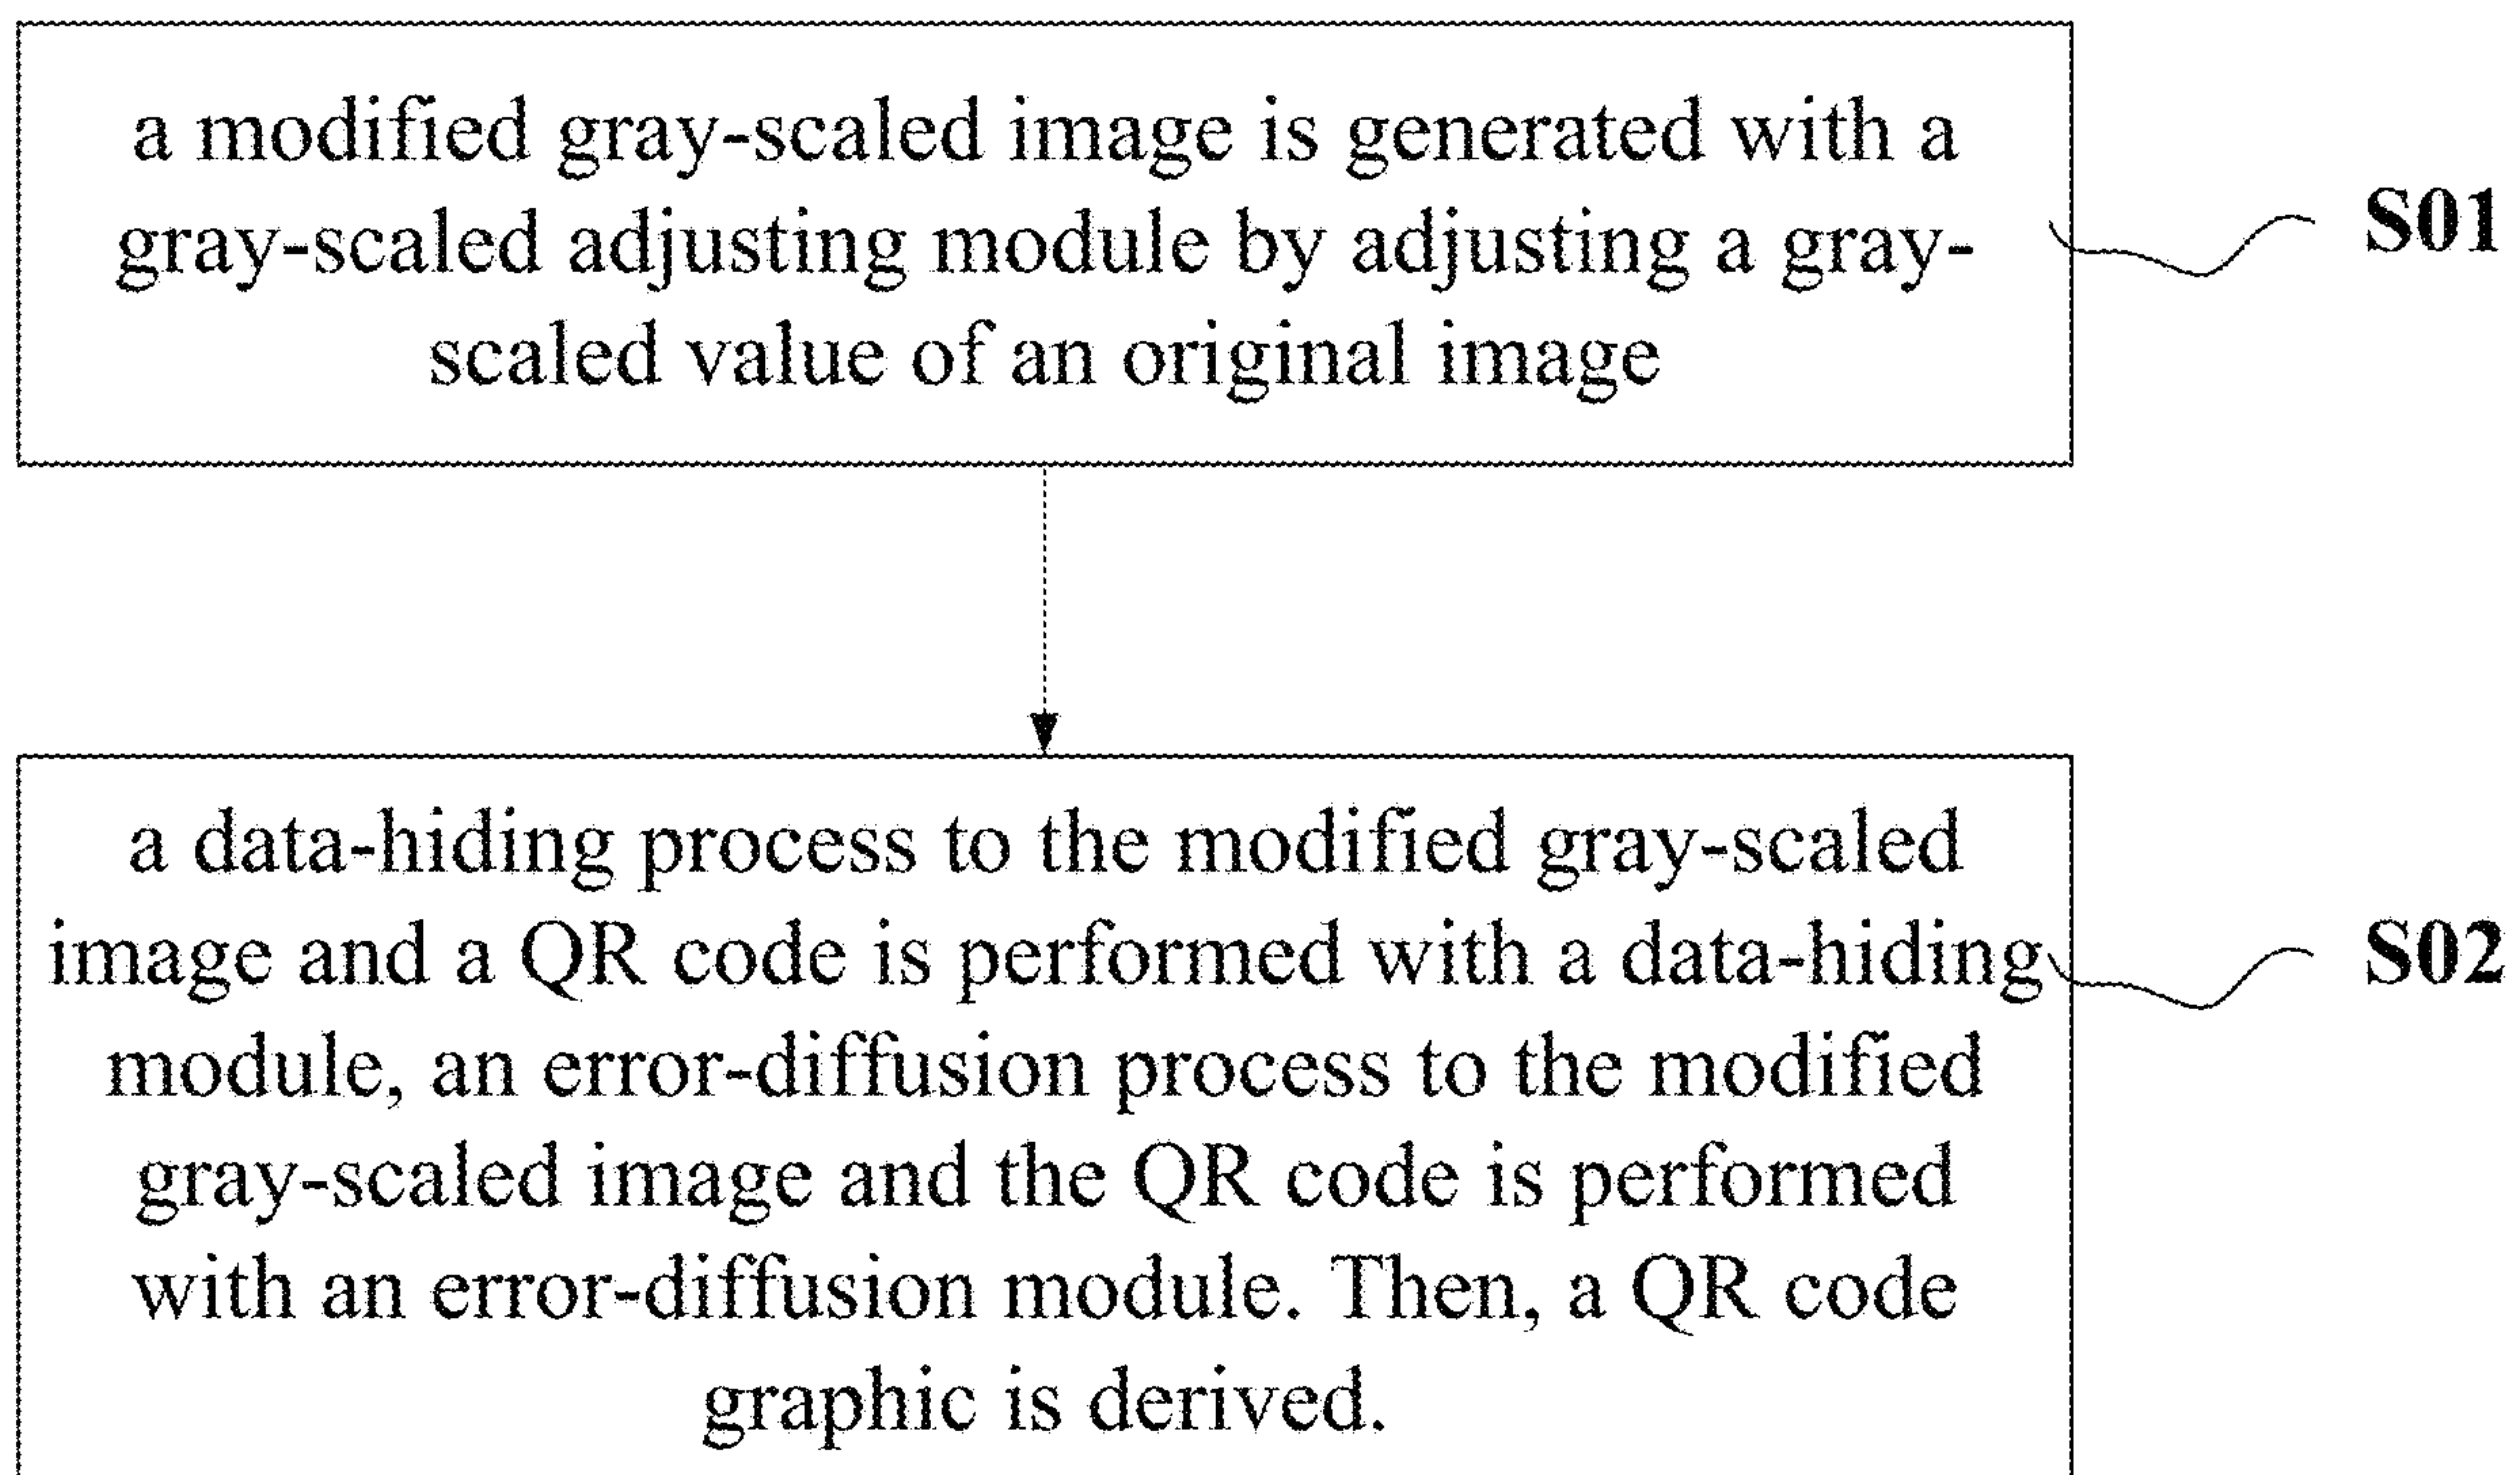 a modified gray-scaled image is generated with a
gray-scaled adjusting module by adjusting a gray-
scaled value of an original image
S01
a data-hiding process to the modified gray-scaled
image and a QR code is performed with a data-hiding
module, an error-diffusion process to the modified
gray-scaled image and the QR code is performed
with an error-diffusion module. Then, a QR code
graphic is derived.
S02